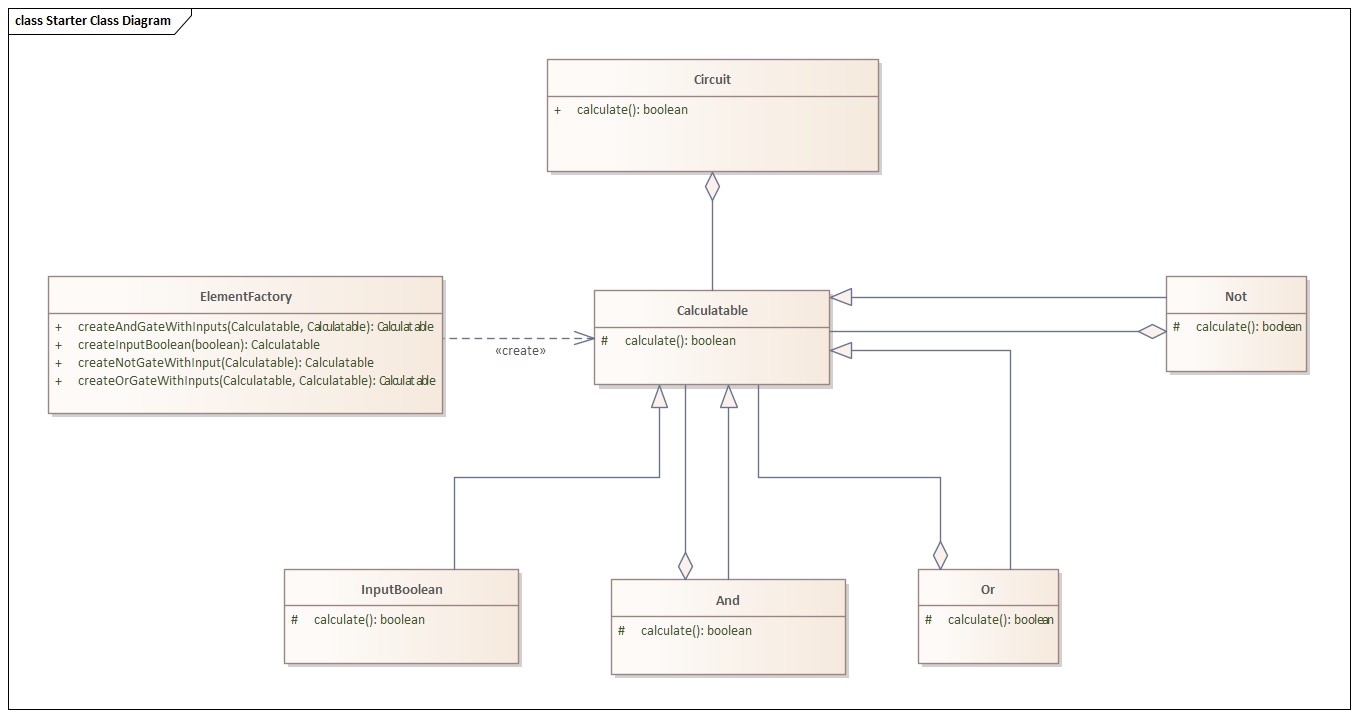 class Starter Class Diagram
Circuit
+ calculate(): boolean
ElementFactory
+ createAndGateWithInputs(Calculatable, Calculatable): Calculatable
+ createInputBoolean(boolean): Calculatable
+ createNotGateWithInput(Calculatable): Calculatable
+ createOrGateWithInputs(Calculatable, Calculatable): Calculatable
«create»
Calculatable
# calculate(): boolean
Not
# calculate(): boolean
InputBoolean
# calculate(): boolean
And
# calculate(): boolean
Or
# calculate(): boolean